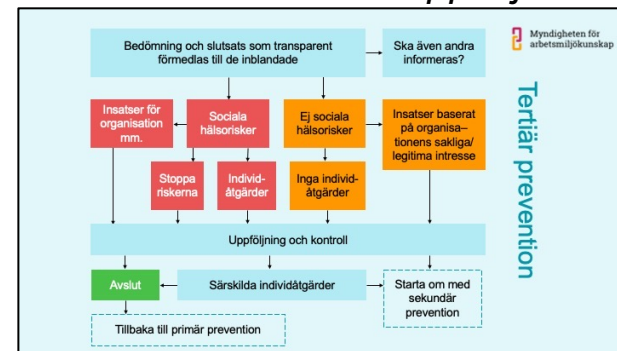 Bedömning och slutsats som transparent
förmedlas till de inblandade
Ska även andra
informeras?
Myndigheten för
arbetsmiljökunskap
Insatser för
organisation
mm.
Sociala
hälsorisker
Ej sociala
hälsorisker
Insatser baserat
på organisa–
tionens sakliga/
legitima intresse
Stoppa
riskerna
Individ-
åtgärder
Inga individ-
åtgärder
Tertiär prevention
Uppföljning och kontroll
Avslut
Särskilda individåtgärder
Starta om med
sekundär
prevention
Tillbaka till primär prevention